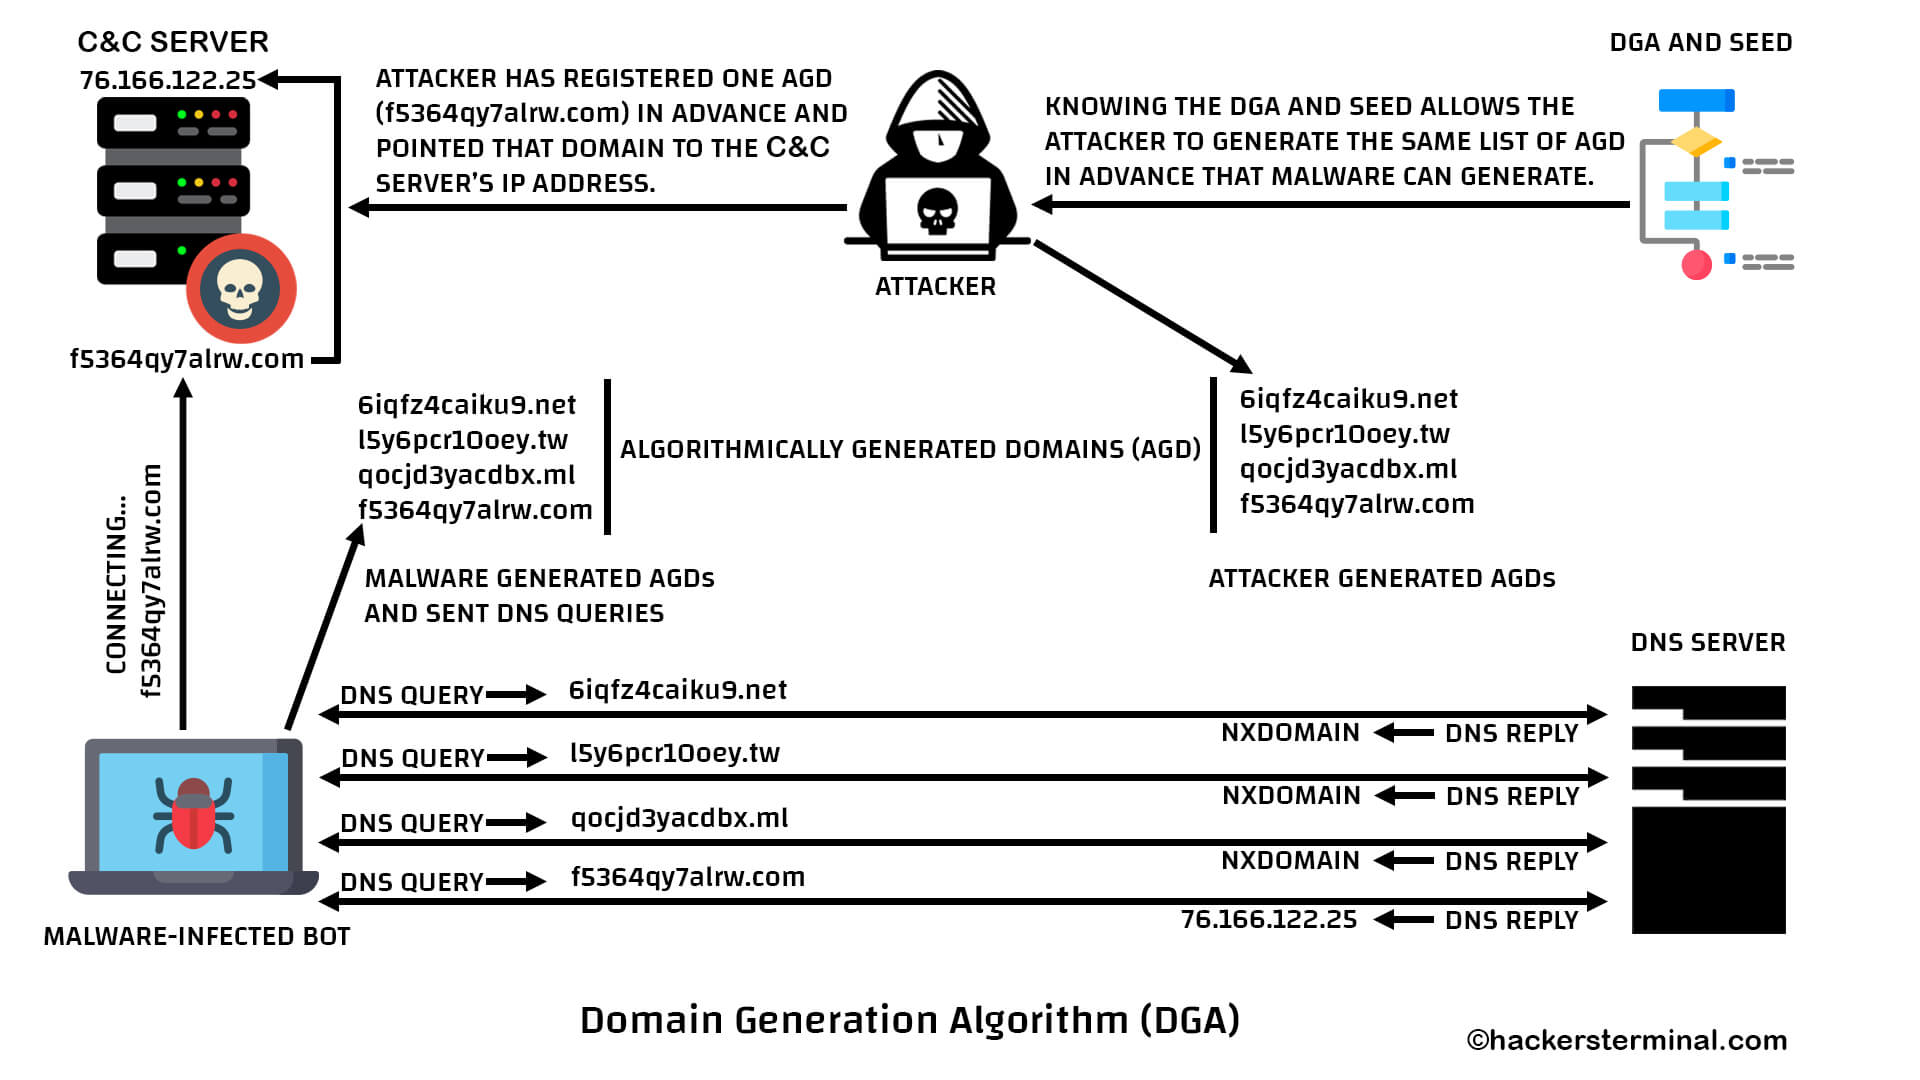 C&C SERVER
76.166.122.25
ATTACKER HAS REGISTERED ONE AGD
(f5364qy7alrw.com) IN ADVANCE AND
POINTED THAT DOMAIN TO THE C&C
SERVER'S IP ADDRESS.
ATTACKER
KNOWING THE DGA AND SEED ALLOWS THE
ATTACKER TO GENERATE THE SAME LIST OF AGD
IN ADVANCE THAT MALWARE CAN GENERATE.
DGA AND SEED
f5364qy7alrw.com
CONNECTING...
f5364qy7alrw.com
6iqfz4caiku9.net
l5y6pcr10oey.tw
qocjd3yacdbx.ml
f5364qy7alrw.com
ALGORITHMICALLY GENERATED DOMAINS (AGD)
6iqfz4caiku9.net
l5y6pcr10oey.tw
qocjd3yacdbx.ml
f5364qy7alrw.com
MALWARE GENERATED AGDs
AND SENT DNS QUERIES
ATTACKER GENERATED AGDs
DNS SERVER
DNS QUERY 6iqfz4caiku9.net
NXDOMAIN DNS REPLY
DNS QUERY l5y6pcr10oey.tw
NXDOMAIN DNS REPLY
DNS QUERY qocjd3yacdbx.ml
NXDOMAIN DNS REPLY
DNS QUERY f5364qy7alrw.com
76.166.122.25 DNS REPLY
MALWARE-INFECTED BOT
Domain Generation Algorithm (DGA)
©hackersterminal.com